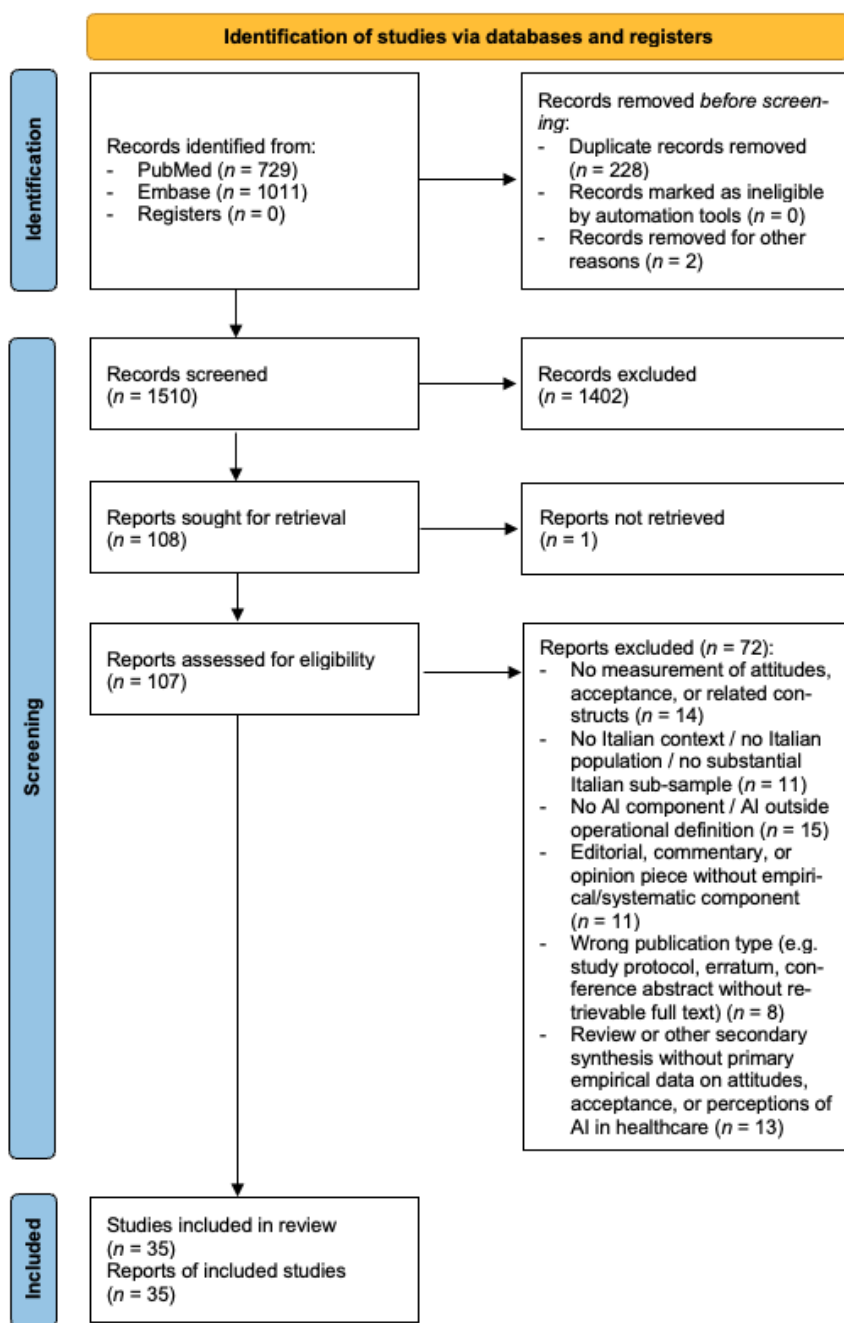 Identification of studies via databases and registers
Identification
Records identified from:
- PubMed (n = 729)
- Embase (n = 1011)
- Registers (n = 0)
Records removed before screen-
ing:
- Duplicate records removed
(n = 228)
- Records marked as ineligible
by automation tools (n = 0)
- Records removed for other
reasons (n = 2)
Screening
Records screened
(n = 1510)
Records excluded
(n = 1402)
Reports sought for retrieval
(n = 108)
Reports not retrieved
(n = 1)
Reports assessed for eligibility
(n = 107)
Reports excluded (n = 72):
- No measurement of attitudes,
acceptance, or related con-
structs (n = 14)
- No Italian context / no Italian
population / no substantial
Italian sub-sample (n = 11)
- No AI component / AI outside
operational definition (n = 15)
- Editorial, commentary, or
opinion piece without empiri-
cal/systematic component
(n = 11)
- Wrong publication type (e.g.
study protocol, erratum, con-
ference abstract without re-
trievable full text) (n = 8)
- Review or other secondary
synthesis without primary
empirical data on attitudes,
acceptance, or perceptions of
AI in healthcare (n = 13)
Included
Studies included in review
(n = 35)
Reports of included studies
(n = 35)